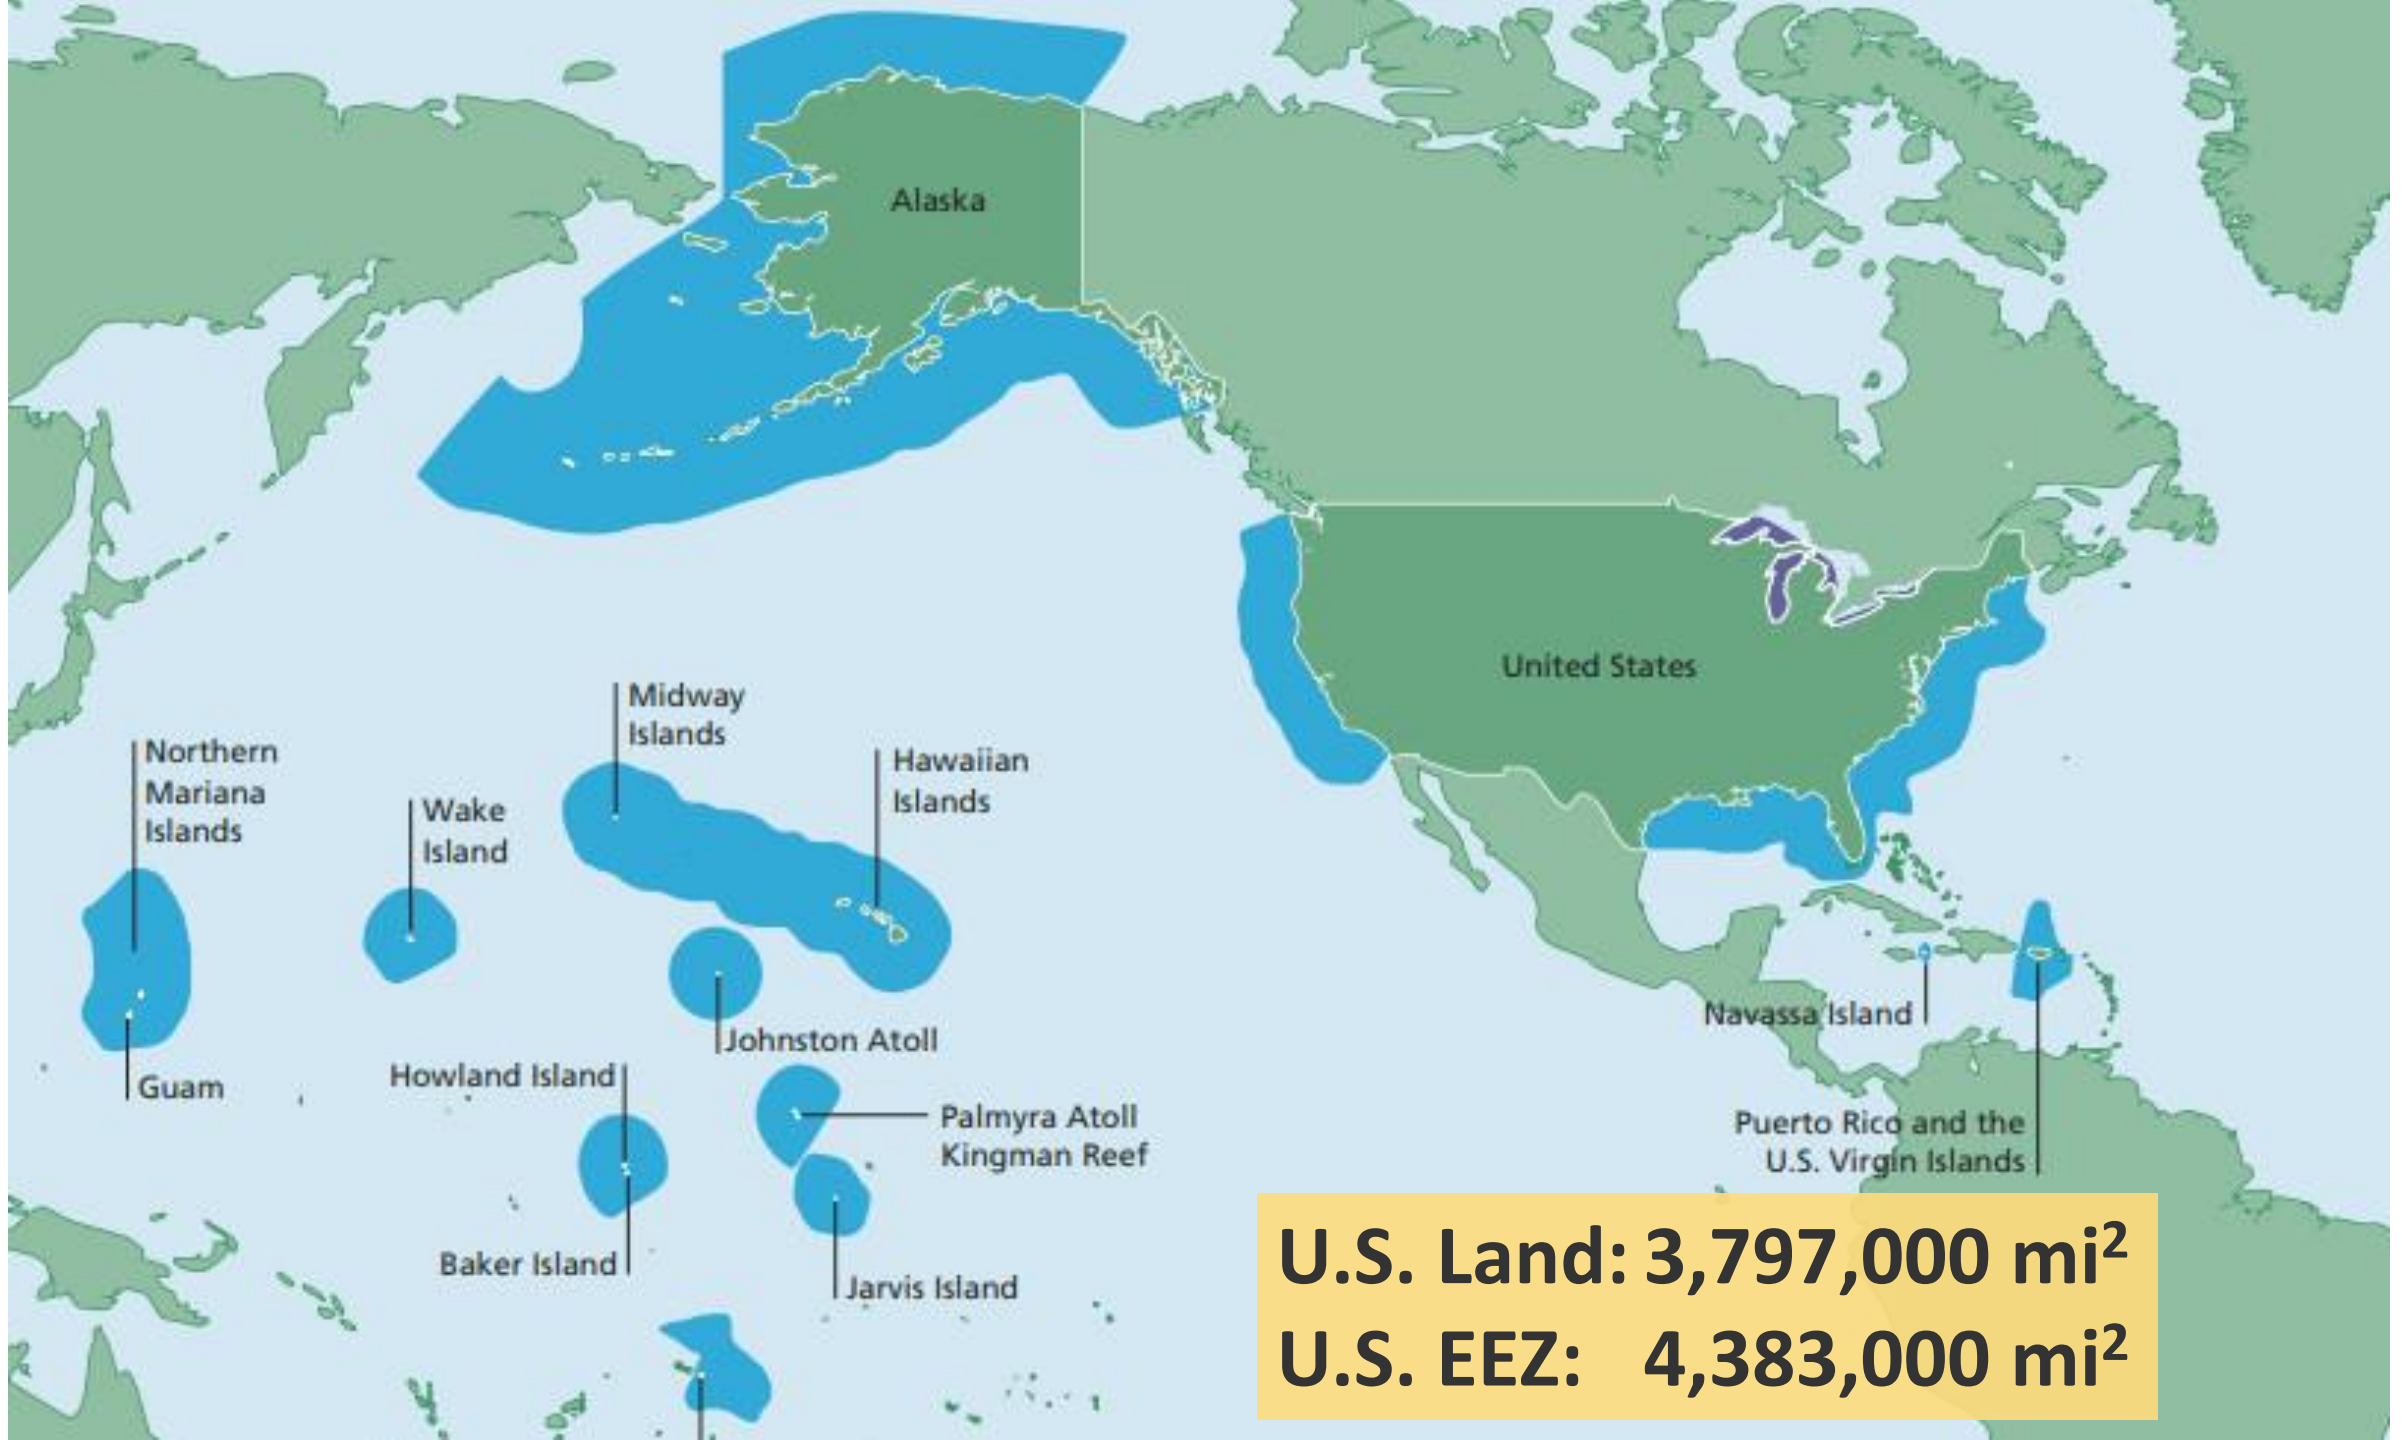 Alaska
United States
Midway
Islands
Northern
Mariana
Islands
Hawaiian
Islands
Wake
Island
Navassa Island
Johnston Atoll
Howland Island
Guam
Palmyra Atoll
Kingman Reef
Puerto Rico and the
U.S. Virgin Islands
Baker Island
Jarvis Island
U.S. Land: 3,797,000 mi²
U.S. EEZ: 4,383,000 mi²